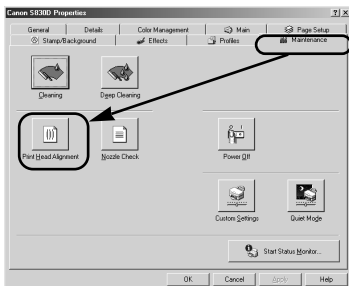 Canon S830D Properties
General Details Color Management Main Page Setup
Stamp/Background Effects Profiles Maintenance
Cleaning Deep Cleaning
Print Head Alignment Nozzle Check Power Off
Custom Settings Quiet Mode
Start Status Monitor...
OK Cancel Apply Help